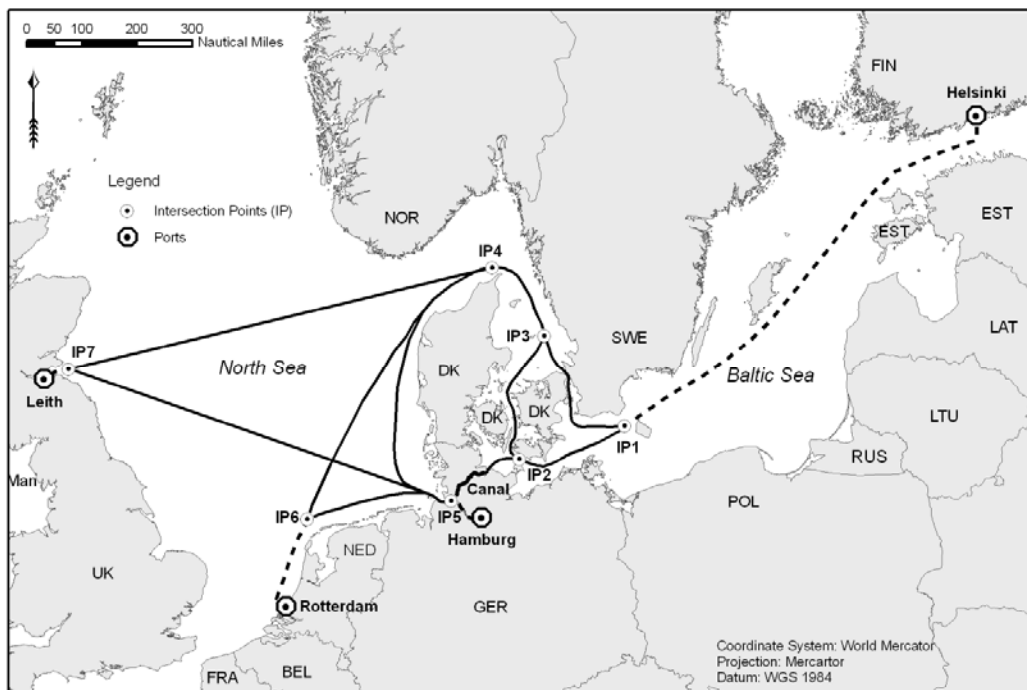 0 50 100 200 300
Nautical Miles
FIN
Helsinki
Legend
Intersection Points (IP)
Ports
NOR
EST
EST
IP4
IP3
SWE
LAT
IP7
North Sea
DK
Baltic Sea
Leith
DK
DK
LTU
IP1
RUS
Man
IP2
Canal
POL
IP6
IP5
Hamburg
NED
UK
Rotterdam
GER
FRA
BEL
Coordinate System: World Mercator
Projection: Mercartor
Datum: WGS 1984